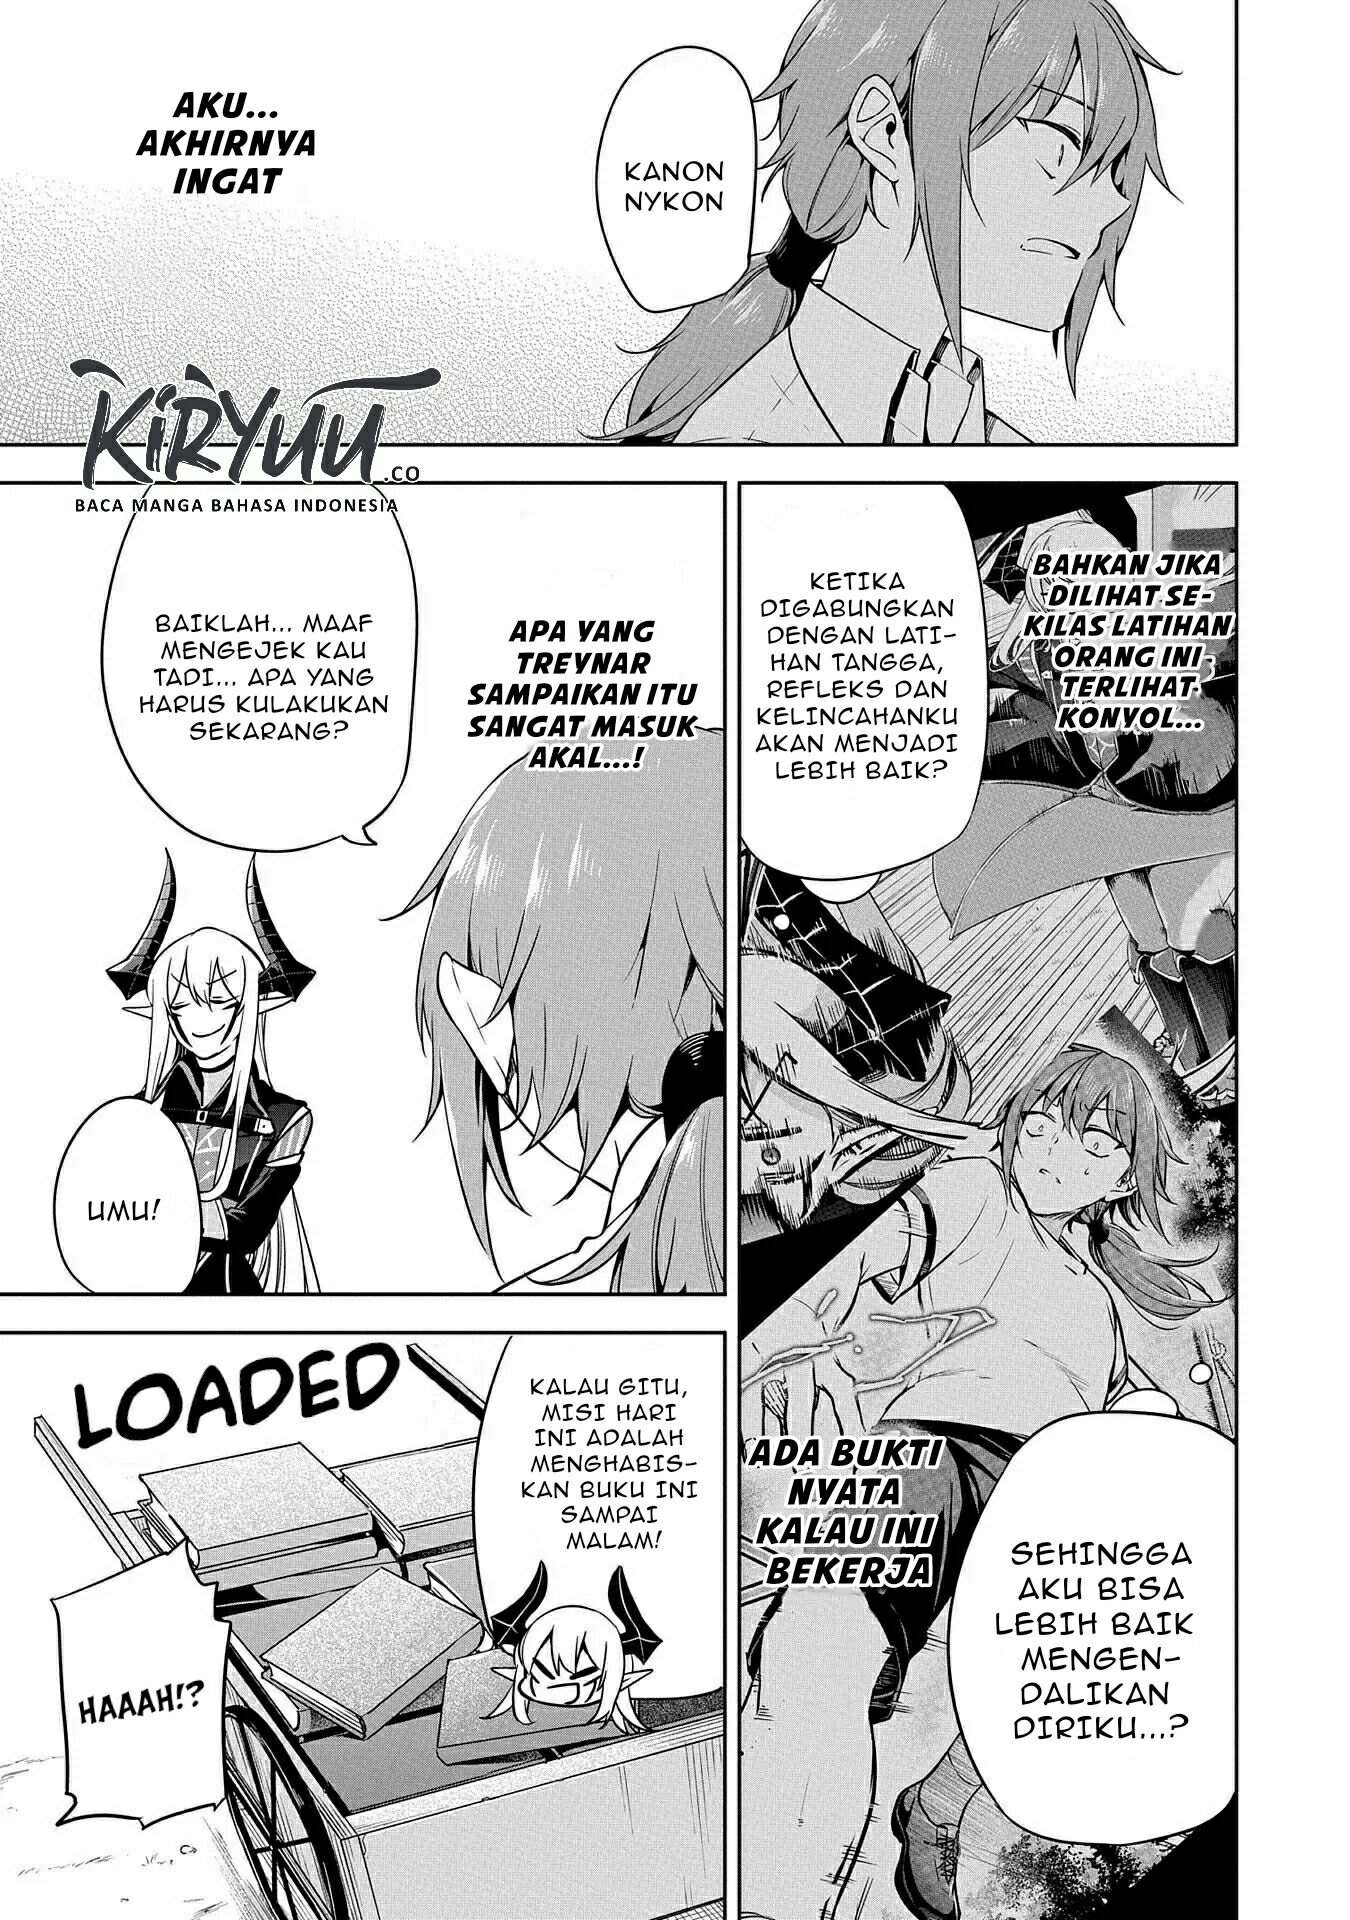 KANON
NYKON
AKU...
AKHIRNYA
INGAT
KIRYUU.CO
BACA MANGA BAHASA INDONESIA
BAHKAN JIKA
DILIHAT SE-
KILAS LATIHAN
ORANG INI
TERLIHAT
KONYOL...
KETIKA
DIGABUNGKAN
DENGAN LATI-
HAN TANGGA,
REFLEKS DAN
KELINCAHANKU
AKAN MENJADI
LEBIH BAIK?
SEHINGGA
AKU BISA
LEBIH BAIK
MENGEN-
DALIKAN
DIRIKU...?
ADA BUKTI
NYATA
KALAU INI
BEKERJA
APA YANG
TREYNAR
SAMPAIKAN ITU
SANGAT MASUK
AKAL...!
BAIKLAH... MAAF
MENGEJEK KAU
TADI... APA YANG
HARUS KULAKUKAN
SEKARANG?
UMU!
KALAU GITU,
MISI HARI
INI ADALAH
MENGHABIS-
KAN BUKU INI
SAMPAI
MALAM!
LOADED
HAAAH!?